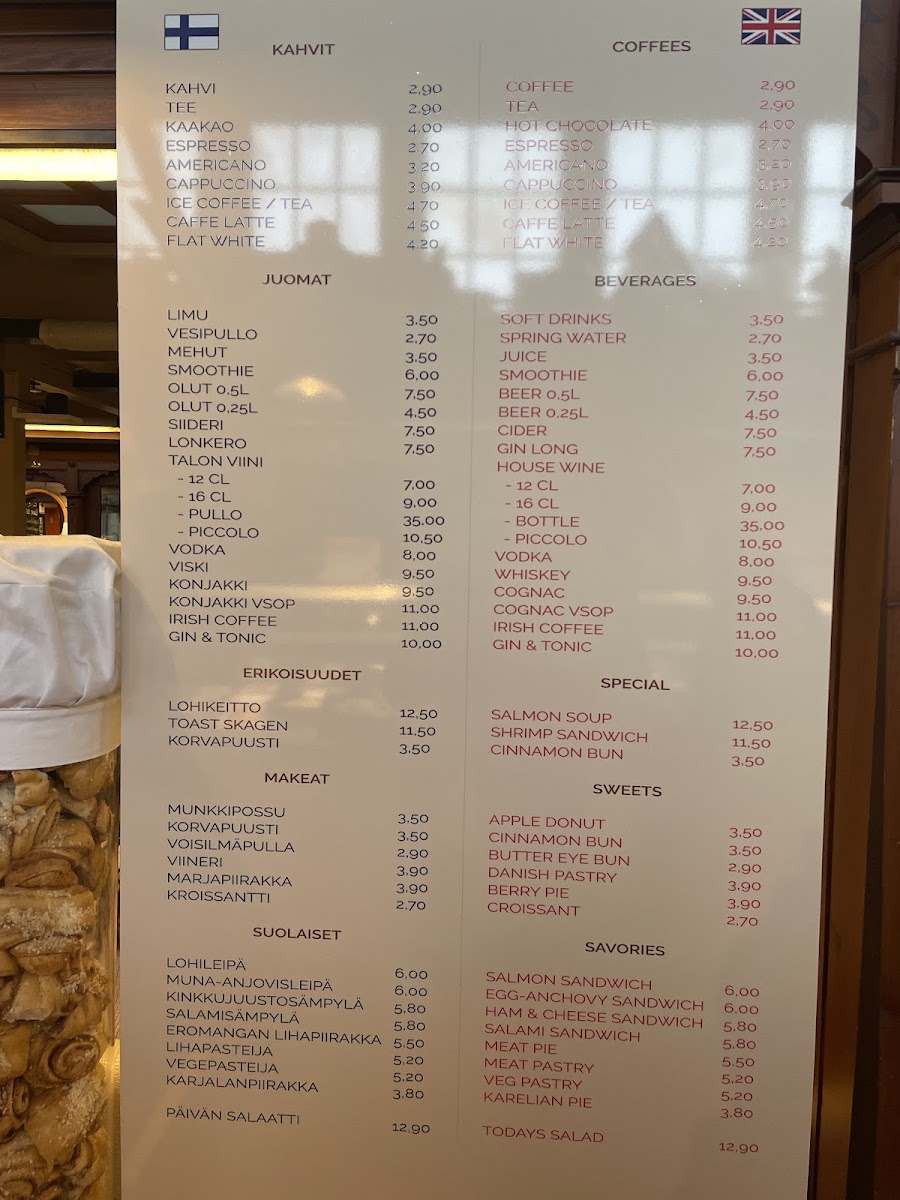 KAHVIT
KAHVI 2,90
TEE 2,90
KAAKAO 4,00
ESPRESSO 2,70
AMERICANO 3,20
CAPPUCCINO 3,90
ICE COFFEE / TEA 4,70
CAFFE LATTE 4,50
FLAT WHITE 4,20
JUOMAT
LIMU 3,50
VESIPULLO 2,70
MEHUT 3,50
SMOOTHIE 6,00
OLUT 0,5L 7,50
OLUT 0,25L 4,50
SIIDERI 7,50
LONKERO 7,50
TALON VIINI
- 12 CL 7,00
- 16 CL 9,00
- PULLO 35,00
- PICCOLO 10,50
VODKA 8,00
VISKI 9,50
KONJAKKI 9,50
KONJAKKI VSOP 11,00
IRISH COFFEE 11,00
GIN & TONIC 10,00
ERIKOISUUDET
LOHIKEITTO 12,50
TOAST SKAGEN 11,50
KORVAPUUSTI 3,50
MAKEAT
MUNKKIPOSSU 3,50
KORVAPUUSTI 3,50
VOISILMÄPULLA 2,90
VIINERI 3,90
MARJAPIIRAKKA 3,90
KROISSANTTI 2,70
SUOLAISET
LOHILEIPÄ 6,00
MUNA-ANJOVISLEIPÄ 6,00
KINKKUJUUSTOSÄMPYLÄ 5,80
SALAMISÄMPYLÄ 5,80
EROMANGAN LIHAPIIRAKKA 5,50
LIHAPASTEIJA 5,20
VEGEPASTEIJA 5,20
KARJALANPIIRAKKA 3,80
PÄIVÄN SALAATTI 12,90
COFFEES
COFFEE 2,90
TEA 2,90
HOT CHOCOLATE 4,00
ESPRESSO 2,70
AMERICANO 3,20
CAPPUCCINO 3,90
ICE COFFEE / TEA 4,70
CAFFE LATTE 4,50
FLAT WHITE 4,20
BEVERAGES
SOFT DRINKS 3,50
SPRING WATER 2,70
JUICE 3,50
SMOOTHIE 6,00
BEER 0,5L 7,50
BEER 0,25L 4,50
CIDER 7,50
GIN LONG 7,50
HOUSE WINE
- 12 CL 7,00
- 16 CL 9,00
- BOTTLE 35,00
- PICCOLO 10,50
VODKA 8,00
WHISKEY 9,50
COGNAC 9,50
COGNAC VSOP 11,00
IRISH COFFEE 11,00
GIN & TONIC 10,00
SPECIAL
SALMON SOUP 12,50
SHRIMP SANDWICH 11,50
CINNAMON BUN 3,50
SWEETS
APPLE DONUT 3,50
CINNAMON BUN 3,50
BUTTER EYE BUN 2,90
DANISH PASTRY 3,90
BERRY PIE 3,90
CROISSANT 2,70
SAVORIES
SALMON SANDWICH 6,00
EGG-ANCHOVY SANDWICH 6,00
HAM & CHEESE SANDWICH 5,80
SALAMI SANDWICH 5,80
MEAT PIE 5,50
MEAT PASTRY 5,20
VEG PASTRY 5,20
KARELIAN PIE 3,80
TODAYS SALAD 12,90